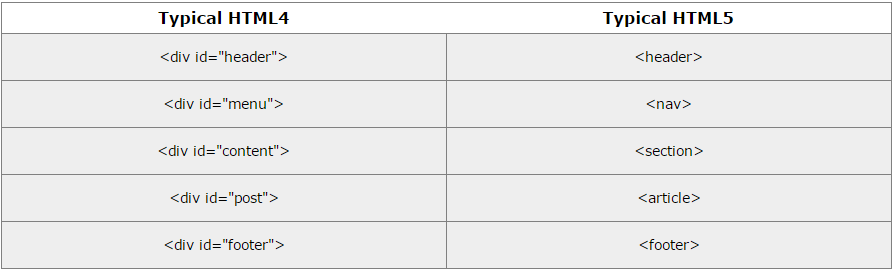 Typical HTML4 Typical HTML5
<div id="header"> <header>
<div id="menu"> <nav>
<div id="content"> <section>
<div id="post"> <article>
<div id="footer"> <footer>